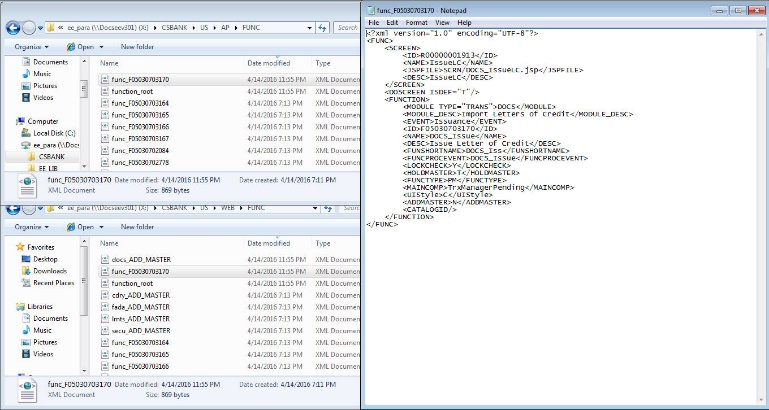 ee_para (\\Docseev301) (X:) ▸ CSBANK ▸ US ▸ AP ▸ FUNC
Search
Organize
Open
New folder
Documents
Music
Pictures
Videos
Computer
Local Disk (C:)
ee_para (\\Docs
CSBANK
EE_LIB
Name
Date modified
Type
func_F05030703170 4/14/2016 11:55 PM XML Documen
function_root 4/14/2016 11:55 PM XML Documen
func_F05030703164 4/14/2016 7:13 PM XML Documen
func_F05030703165 4/14/2016 7:13 PM XML Documen
func_F05030703166 4/14/2016 7:13 PM XML Documen
func_F05030703167 4/14/2016 7:13 PM XML Documen
func_F05030702084 4/14/2016 7:13 PM XML Documen
func_F05030702778 4/14/2016 7:13 PM XML Documen
func_F05030703170 Date modified: 4/14/2016 11:55 PM Date created: 4/14/2016 7:11 PM
XML Document Size: 869 bytes
ee_para (\\Docseev301) (X:) ▸ CSBANK ▸ US ▸ WEB ▸ FUNC
Search
Organize
Open
New folder
Favorites
Desktop
Downloads
Recent Places
Libraries
Documents
Music
Pictures
Videos
Name
Date modified
Type
docs_ADD_MASTER 4/14/2016 11:55 PM XML Documen
func_F05030703170 4/14/2016 11:55 PM XML Documen
function_root 4/14/2016 11:55 PM XML Documen
cdry_ADD_MASTER 4/14/2016 7:13 PM XML Documen
fada_ADD_MASTER 4/14/2016 7:13 PM XML Documen
lmts_ADD_MASTER 4/14/2016 7:13 PM XML Documen
secu_ADD_MASTER 4/14/2016 7:13 PM XML Documen
func_F05030703164 4/14/2016 7:13 PM XML Documen
func_F05030703165 4/14/2016 7:13 PM XML Documen
func_F05030703166 4/14/2016 7:13 PM XML Documen
func_F05030703170 Date modified: 4/14/2016 11:55 PM Date created: 4/14/2016 7:11 PM
XML Document Size: 869 bytes
func_F05030703170 - Notepad
File Edit Format View Help
<?xml version="1.0" encoding="UTF-8"?>
<FUNC>
<SCREEN>
<ID>R00000001913</ID>
<NAME>IssueLC</NAME>
<JSPFILE>SCRN/DOCS_IssueLC.jsp</JSPFILE>
<DESC>IssueLC</DESC>
</SCREEN>
<DOSCREEN ISDEF="T"/>
<FUNCTION>
<MODULE TYPE="TRANS">DOCS</MODULE>
<MODULE_DESC>Import Letters of Credit</MODULE_DESC>
<EVENT>Issuance</EVENT>
<ID>F05030703170</ID>
<NAME>DOCS_Issue</NAME>
<DESC>Issue Letter of Credit</DESC>
<FUNSHORTNAME>DOCS_Iss</FUNSHORTNAME>
<FUNCPROCEVENT>DOCS_Issue</FUNCPROCEVENT>
<LOCKCHECK>Y</LOCKCHECK>
<HOLDMASTER>T</HOLDMASTER>
<FUNCTYPE>PM</FUNCTYPE>
<MAINCOMP>TrxManagerPending</MAINCOMP>
<UIStyle>C</UIStyle>
<ADDMASTER>N</ADDMASTER>
<CATALOGID/>
</FUNCTION>
</FUNC>